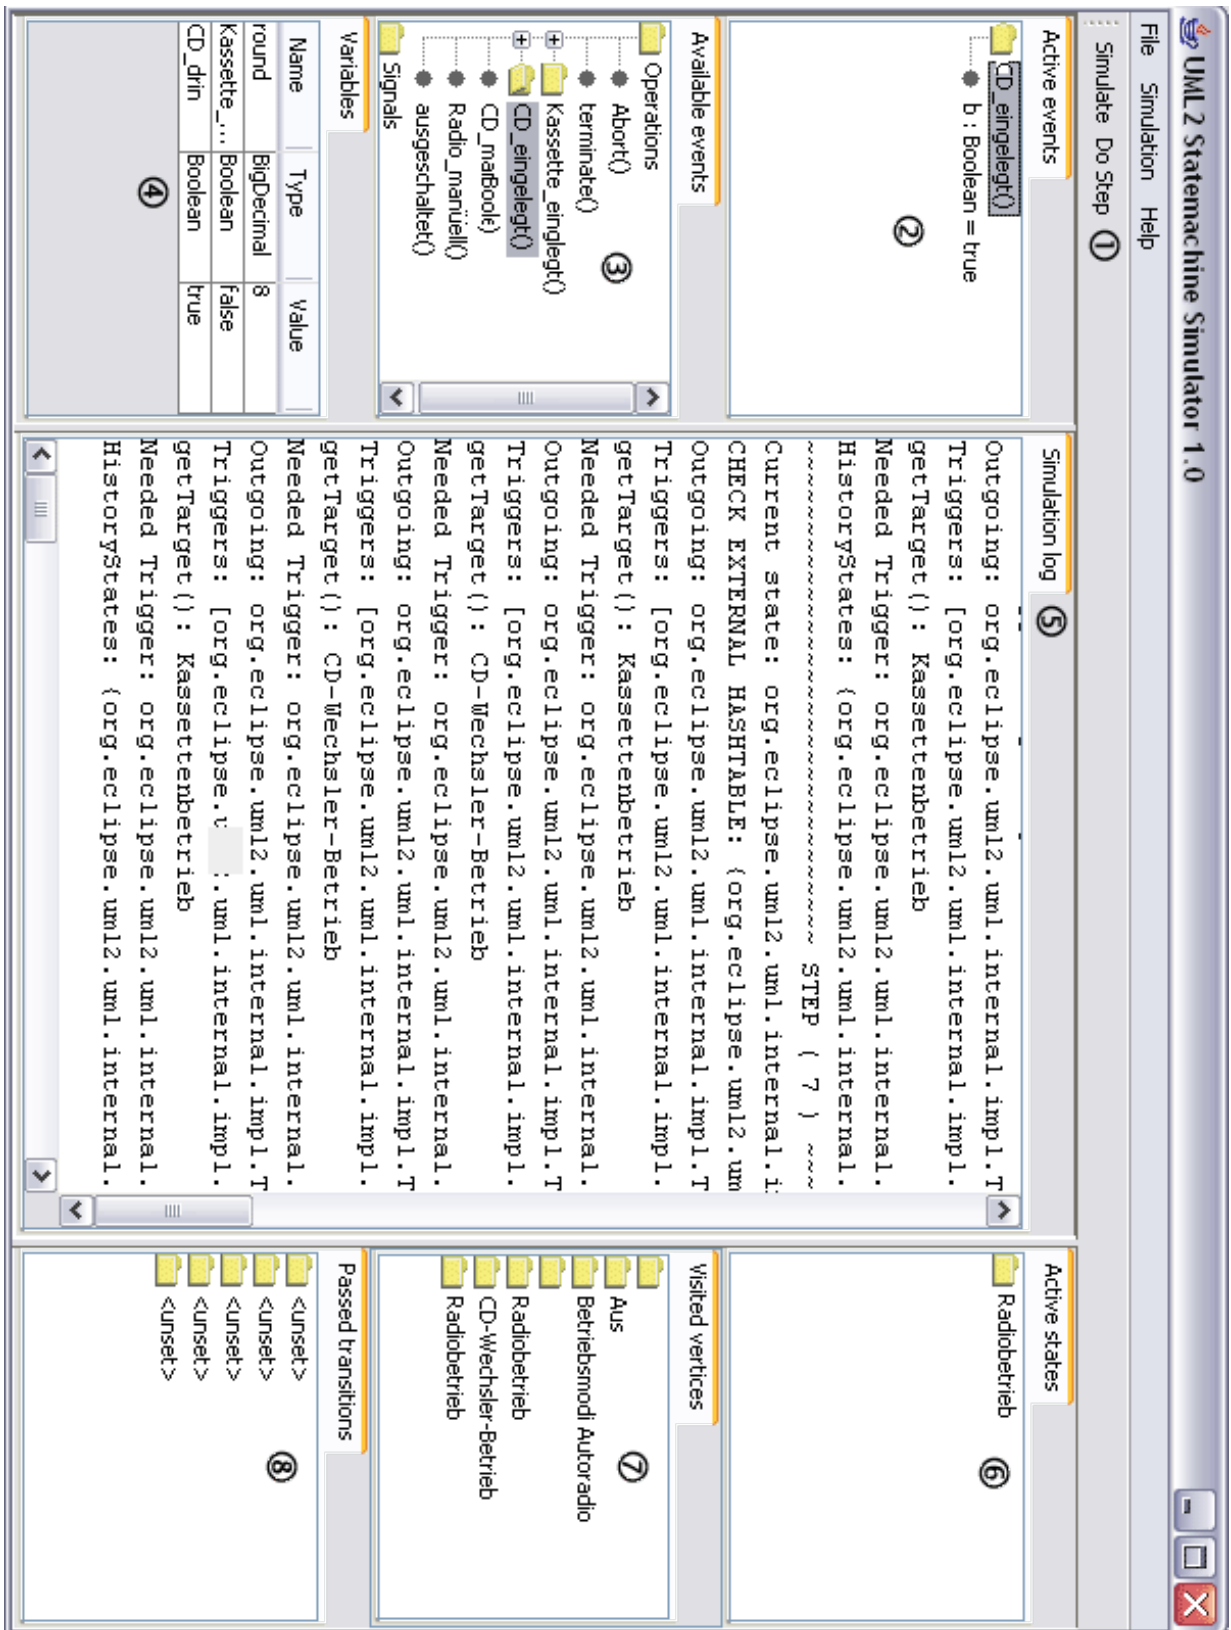 UML2 Statemachine Simulator 1.0
File Simulation Help
Simulate Do Step ①
Active events
CD_eingelegt()
b : Boolean = true
②
Available events
Operations
Abort()
terminate()
Kassette_einglegt()
CD_eingelegt()
CD_matBoole)
Radio_manüell()
ausgeschaltet()
Signals
③
Variables
Name Type Value
round BigDecimal 8
Kassette_... Boolean false
CD_drin Boolean true
④
Simulation log ⑤
Outgoing: org.eclipse.uml2.uml.internal.impl.T
Triggers: [org.eclipse.uml2.uml.internal.impl.
getTarget(): Kassettenbetrieb
Needed Trigger: org.eclipse.uml2.uml.internal.
HistoryStates: {org.eclipse.uml2.uml.internal.
~~~~~~~~~~~~~~~~~~~~~~~~~~~~~~ STEP ( 7 ) ~~~
Current state: org.eclipse.uml2.uml.internal.i
CHECK EXTERNAL HASHTABLE: {org.eclipse.uml2.um
Outgoing: org.eclipse.uml2.uml.internal.impl.T
Triggers: [org.eclipse.uml2.uml.internal.impl.
getTarget(): Kassettenbetrieb
Needed Trigger: org.eclipse.uml2.uml.internal.
Outgoing: org.eclipse.uml2.uml.internal.impl.T
Triggers: [org.eclipse.uml2.uml.internal.impl.
getTarget(): CD-Wechsler-Betrieb
Needed Trigger: org.eclipse.uml2.uml.internal.
Outgoing: org.eclipse.uml2.uml.internal.impl.T
Triggers: [org.eclipse.uml2.uml.internal.impl.
getTarget(): CD-Wechsler-Betrieb
Needed Trigger: org.eclipse.uml2.uml.internal.
Outgoing: org.eclipse.uml2.uml.internal.impl.T
Triggers: [org.eclipse. .uml.internal.impl.
getTarget(): Kassettenbetrieb
Needed Trigger: org.eclipse.uml2.uml.internal.
HistoryStates: {org.eclipse.uml2.uml.internal.
Active states
Radiobetrieb
⑥
Visited vertices
Aus
Betriebsmodi Autoradio
Radiobetrieb
CD-Wechsler-Betrieb
Radiobetrieb
⑦
Passed transitions
<unset>
<unset>
<unset>
<unset>
<unset>
⑧